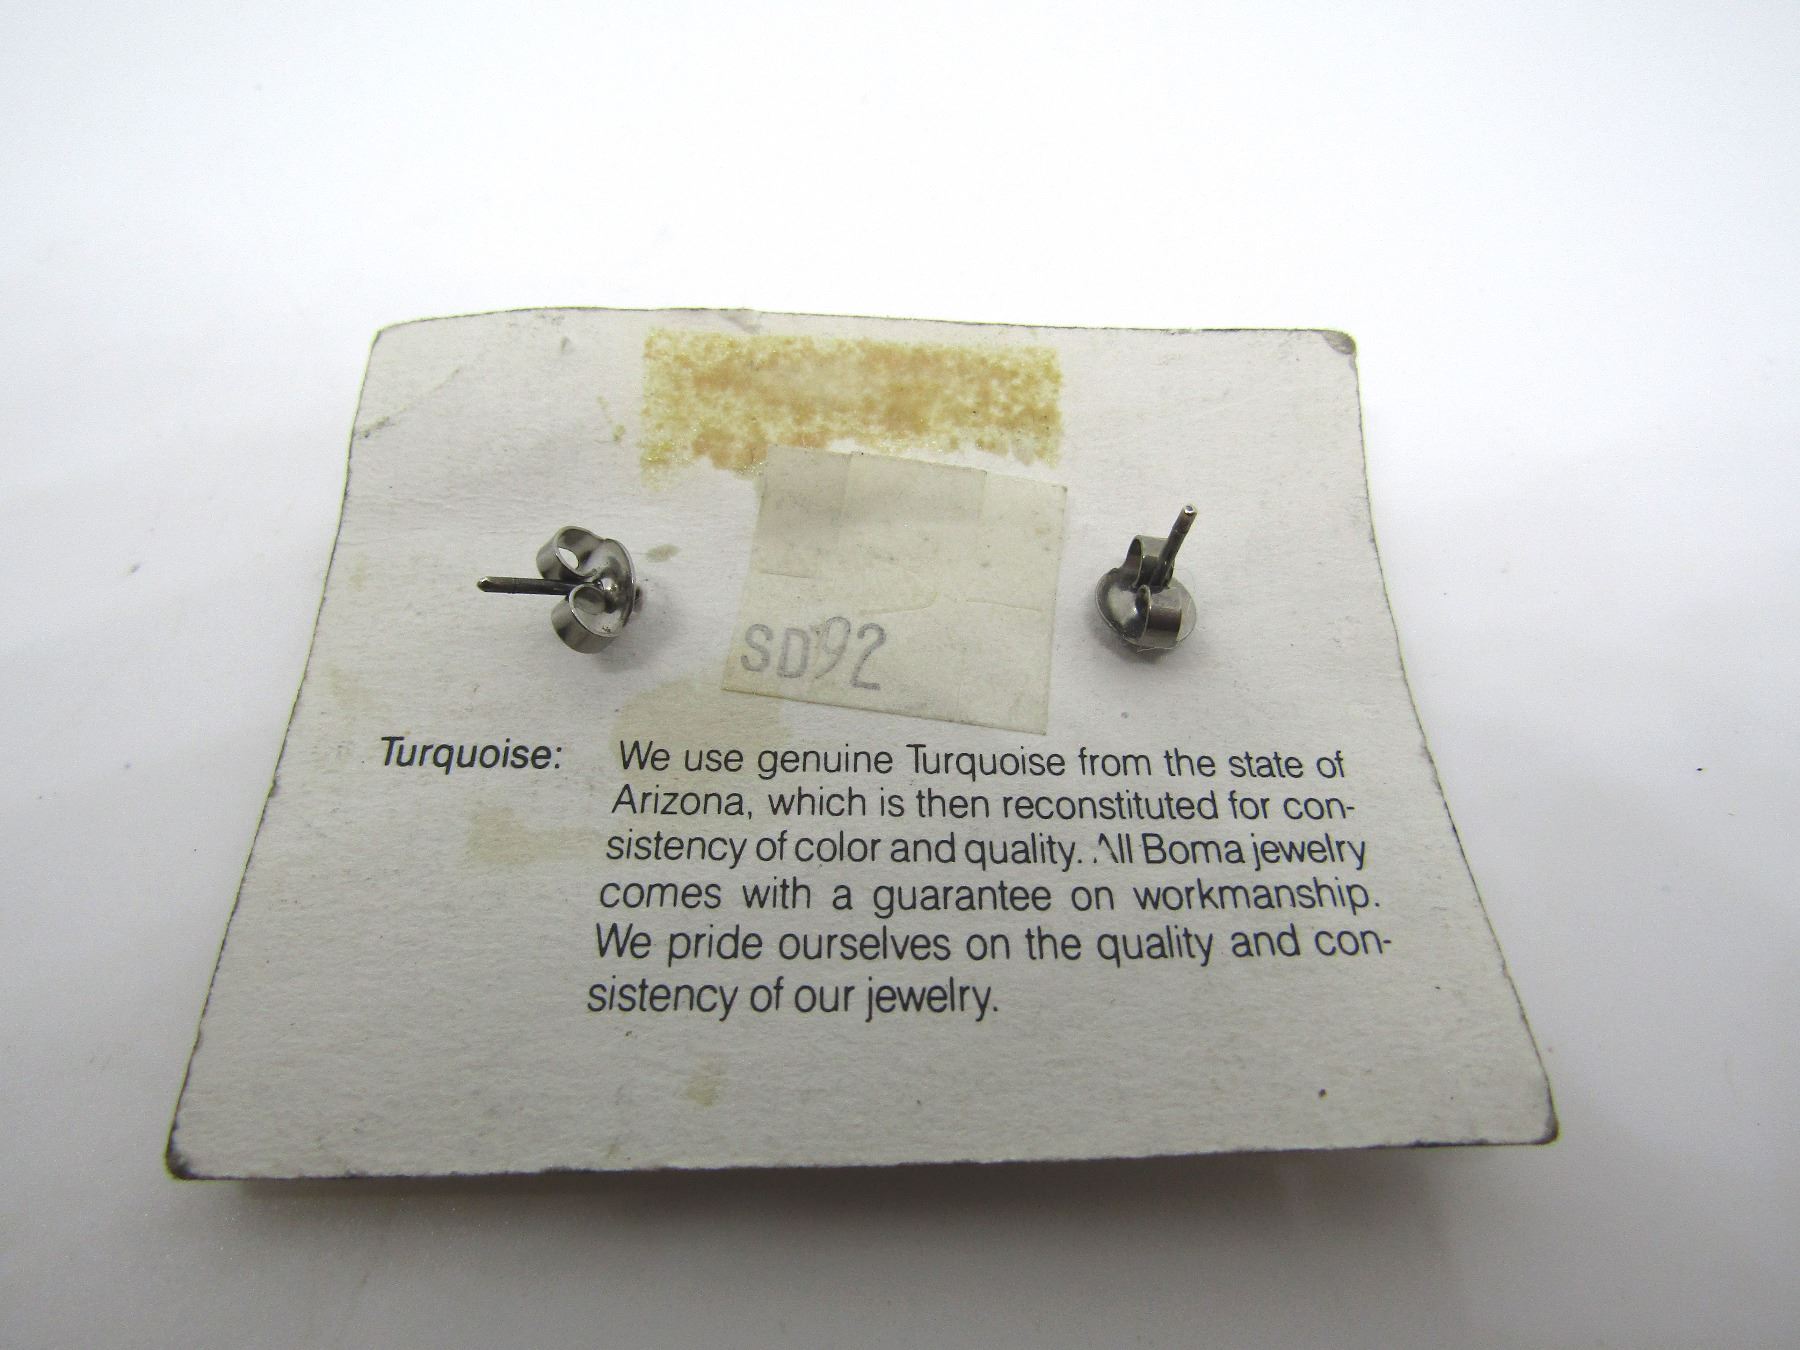 SD92
Turquoise: We use genuine Turquoise from the state of
Arizona, which is then reconstituted for con-
sistency of color and quality. All Boma jewelry
comes with a guarantee on workmanship.
We pride ourselves on the quality and con-
sistency of our jewelry.